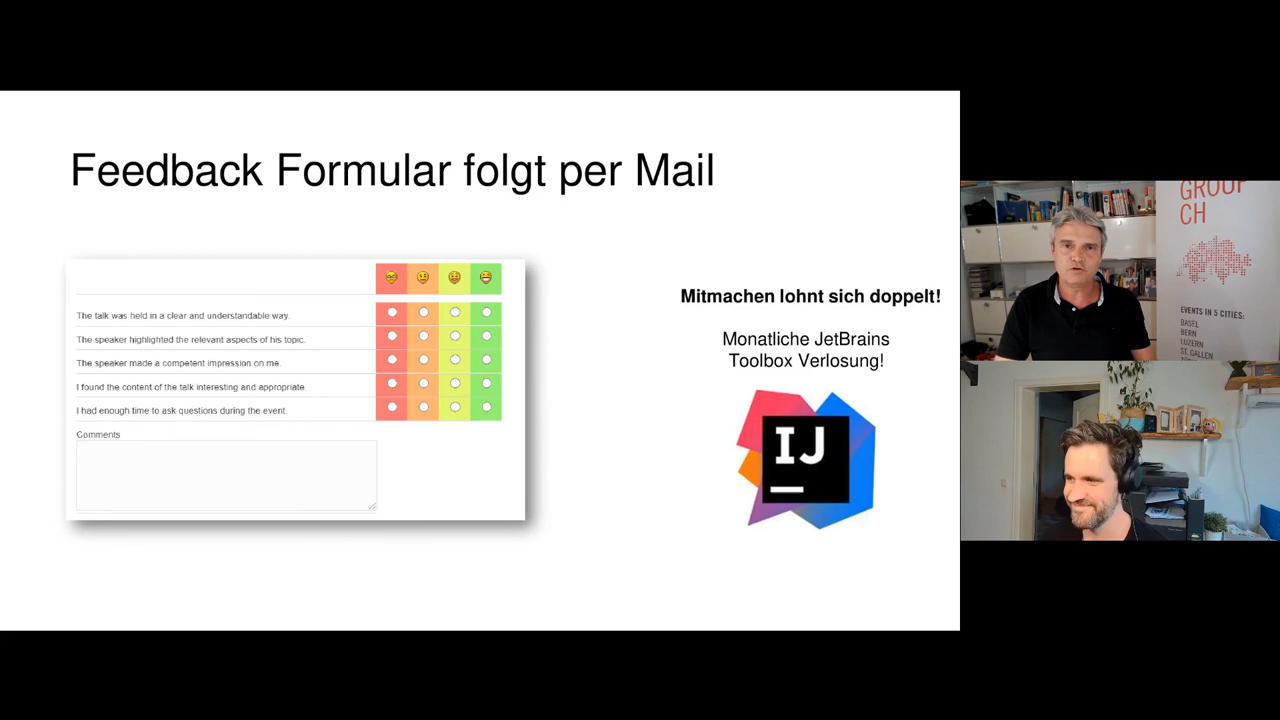 Feedback Formular folgt per Mail
The talk was held in a clear and understandable way.
The speaker highlighted the relevant aspects of his topic.
The speaker made a competent impression on me.
I found the content of the talk interesting and appropriate.
I had enough time to ask questions during the event.
Comments
Mitmachen lohnt sich doppelt!
Monatliche JetBrains
Toolbox Verlosung!
IJ
GROUP
CH
EVENTS IN 5 CITIES:
BASEL
BERN
LUZERN
ST. GALLEN